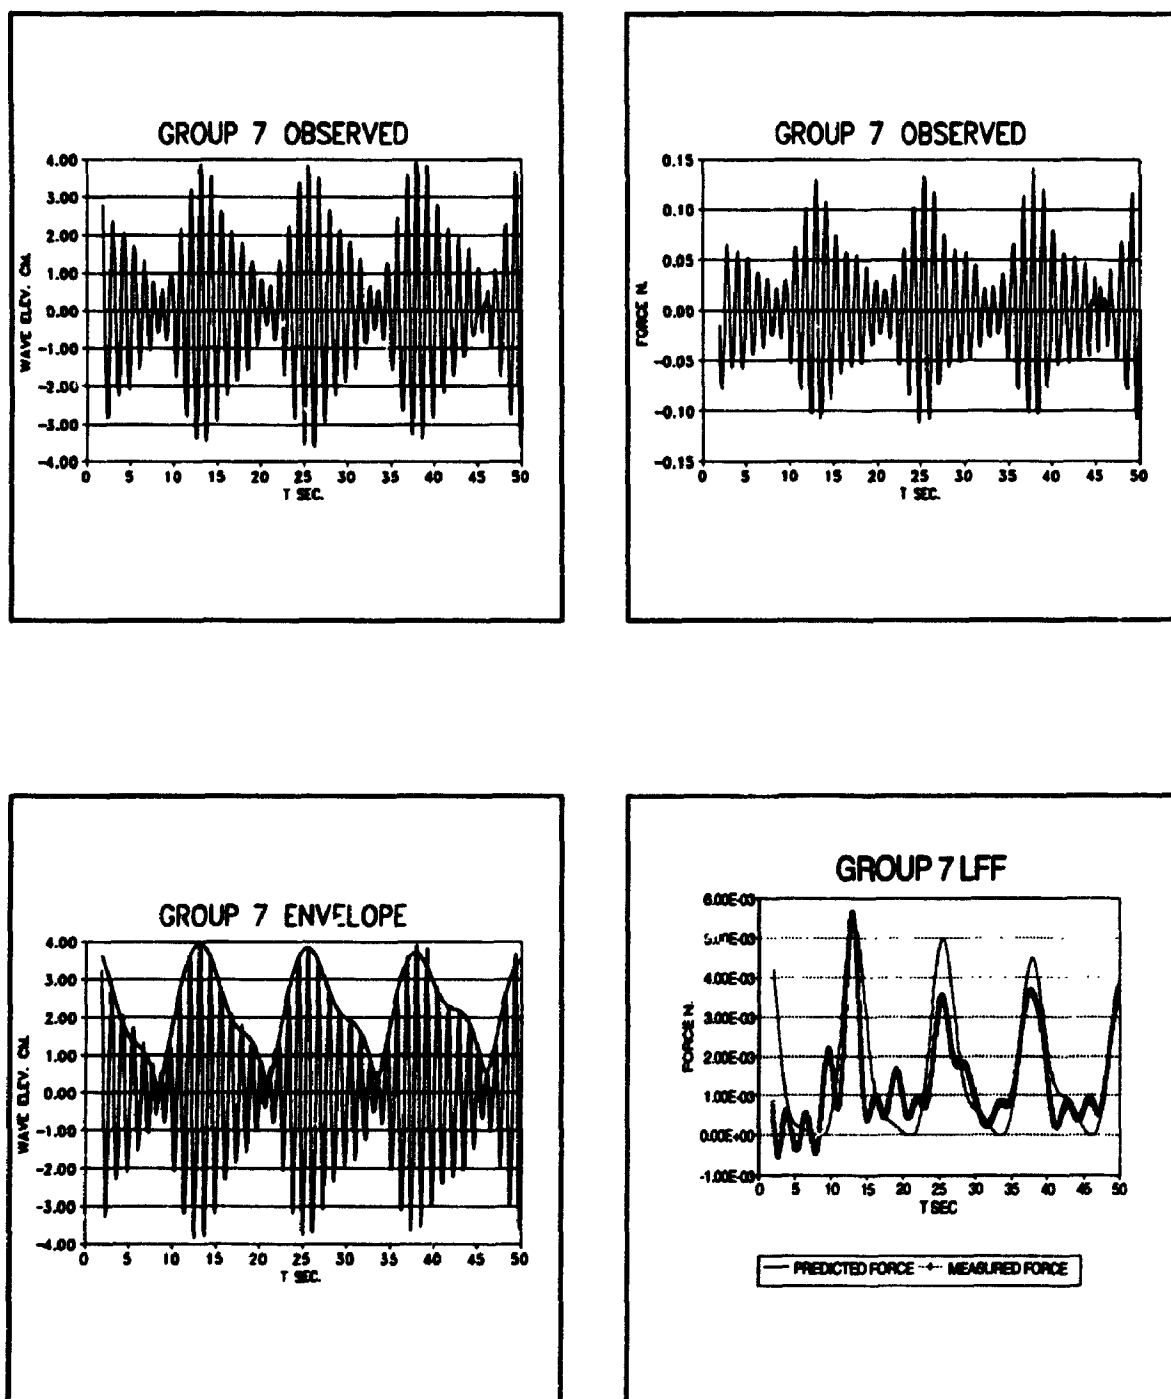 GROUP 7 OBSERVED
4.00
3.00
2.00
1.00
0.00
-1.00
-2.00
-3.00
-4.00
WAVE ELEV. CM.
0 5 10 15 20 25 30 35 40 45 50
T SEC.
GROUP 7 OBSERVED
0.15
0.10
0.05
0.00
-0.05
-0.10
-0.15
FORCE N.
0 5 10 15 20 25 30 35 40 45 50
T SEC.
GROUP 7 ENVELOPE
4.00
3.00
2.00
1.00
0.00
-1.00
-2.00
-3.00
-4.00
WAVE ELEV. CM.
0 5 10 15 20 25 30 35 40 45 50
T SEC.
GROUP 7 LFF
6.00E-03
5.00E-03
4.00E-03
3.00E-03
2.00E-03
1.00E-03
0.00E+00
-1.00E-03
FORCE N.
0 5 10 15 20 25 30 35 40 45 50
T SEC
PREDICTED FORCE MEASURED FORCE